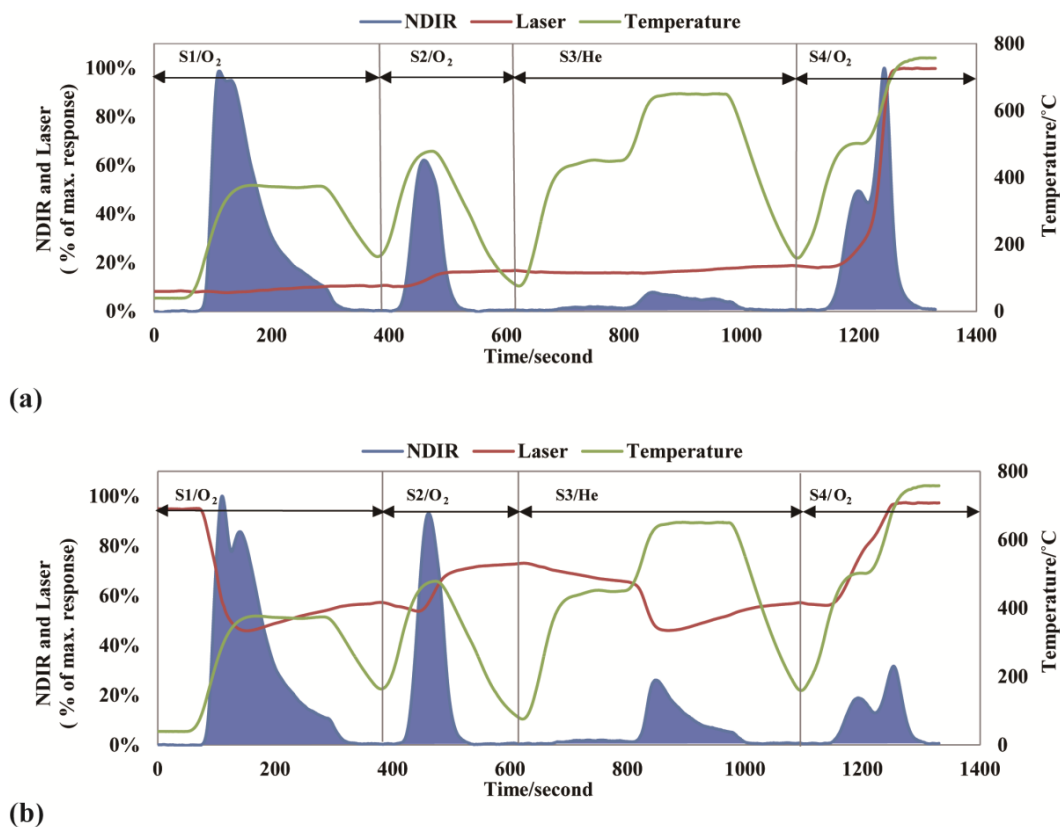 NDIR Laser Temperature
S1/O₂ S2/O₂ S3/He S4/O₂
100%
80%
60%
40%
20%
0%
NDIR and Laser
( % of max. response)
800
600
400
200
0
Temperature/°C
0 200 400 600 800 1000 1200 1400
Time/second
(a)
NDIR Laser Temperature
S1/O₂ S2/O₂ S3/He S4/O₂
100%
80%
60%
40%
20%
0%
NDIR and Laser
( % of max. response)
800
600
400
200
0
Temperature/°C
0 200 400 600 800 1000 1200 1400
Time/second
(b)